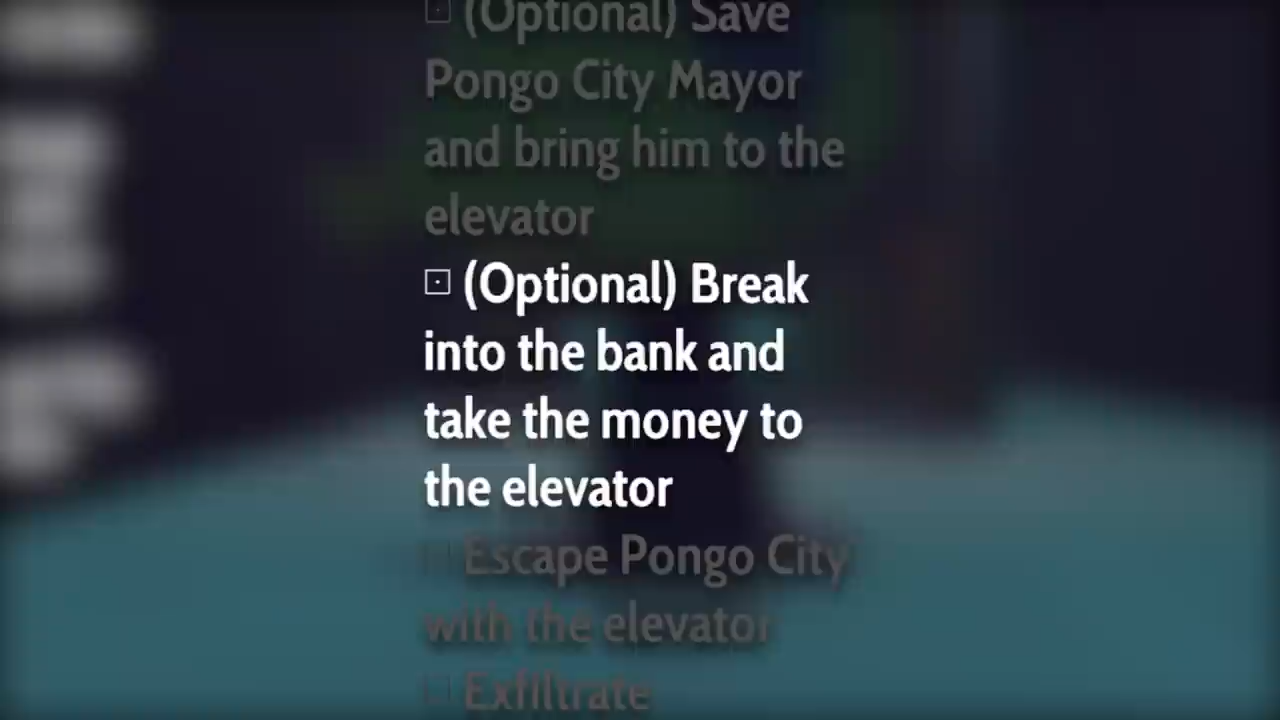 (Optional) Save
Pongo City Mayor
and bring him to the
elevator
(Optional) Break
into the bank and
take the money to
the elevator
Escape Pongo City
with the elevator
Exfiltrate